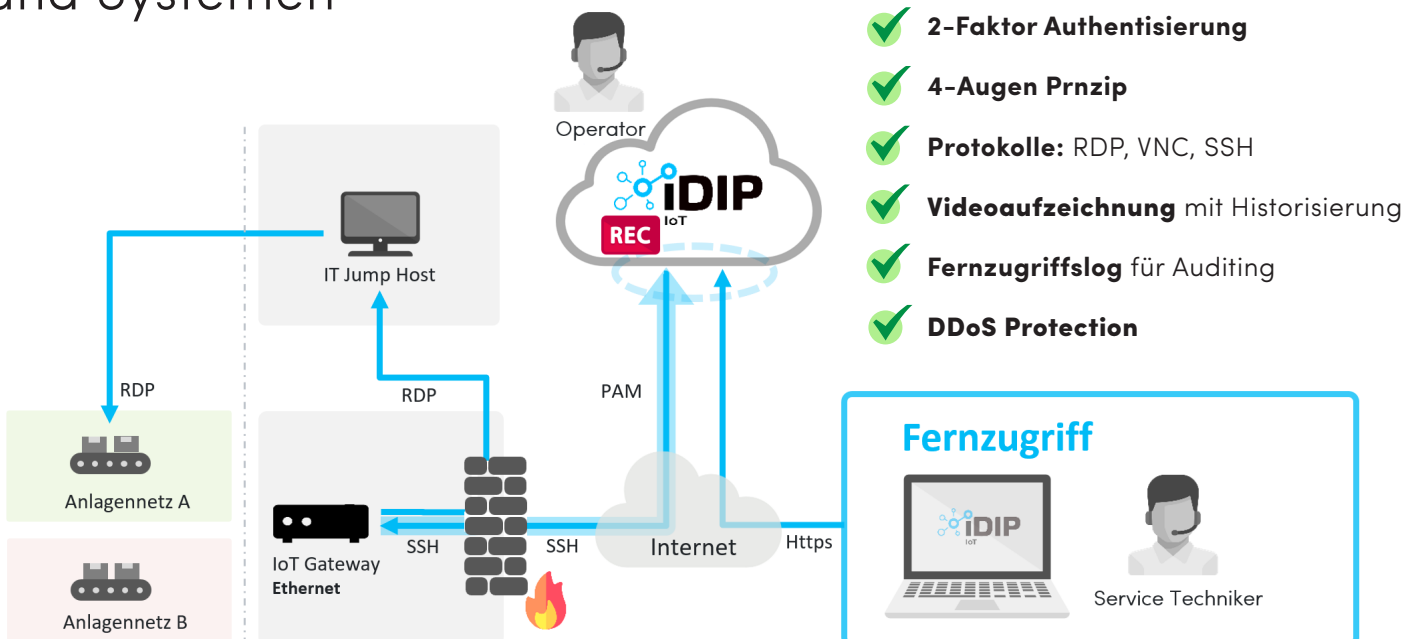 und Systemen
2-Faktor Authentisierung
4-Augen Prnzip
Protokolle: RDP, VNC, SSH
Videoaufzeichnung mit Historisierung
Fernzugriffslog für Auditing
DDoS Protection
Operator
iDIP
IoT
REC
IT Jump Host
RDP
RDP
PAM
Anlagennetz A
Anlagennetz B
IoT Gateway
Ethernet
SSH
SSH
Internet
Https
Fernzugriff
iDIP
IoT
Service Techniker